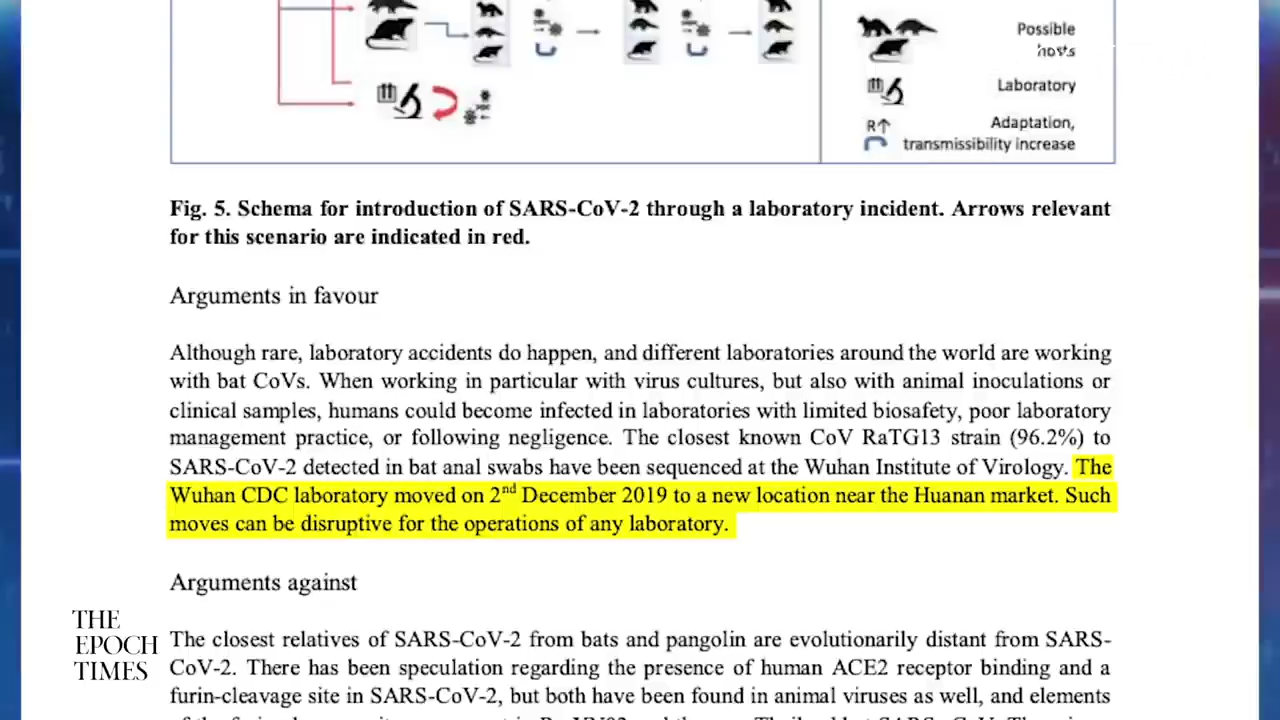 Possible
hosts
Laboratory
R↑ Adaptation,
transmissibility increase
Fig. 5. Schema for introduction of SARS-CoV-2 through a laboratory incident. Arrows relevant
for this scenario are indicated in red.
Arguments in favour
Although rare, laboratory accidents do happen, and different laboratories around the world are working
with bat CoVs. When working in particular with virus cultures, but also with animal inoculations or
clinical samples, humans could become infected in laboratories with limited biosafety, poor laboratory
management practice, or following negligence. The closest known CoV RaTG13 strain (96.2%) to
SARS-CoV-2 detected in bat anal swabs have been sequenced at the Wuhan Institute of Virology. The
Wuhan CDC laboratory moved on 2nd December 2019 to a new location near the Huanan market. Such
moves can be disruptive for the operations of any laboratory.
Arguments against
The closest relatives of SARS-CoV-2 from bats and pangolin are evolutionarily distant from SARS-
CoV-2. There has been speculation regarding the presence of human ACE2 receptor binding and a
furin-cleavage site in SARS-CoV-2, but both have been found in animal viruses as well, and elements
THE
EPOCH
TIMES